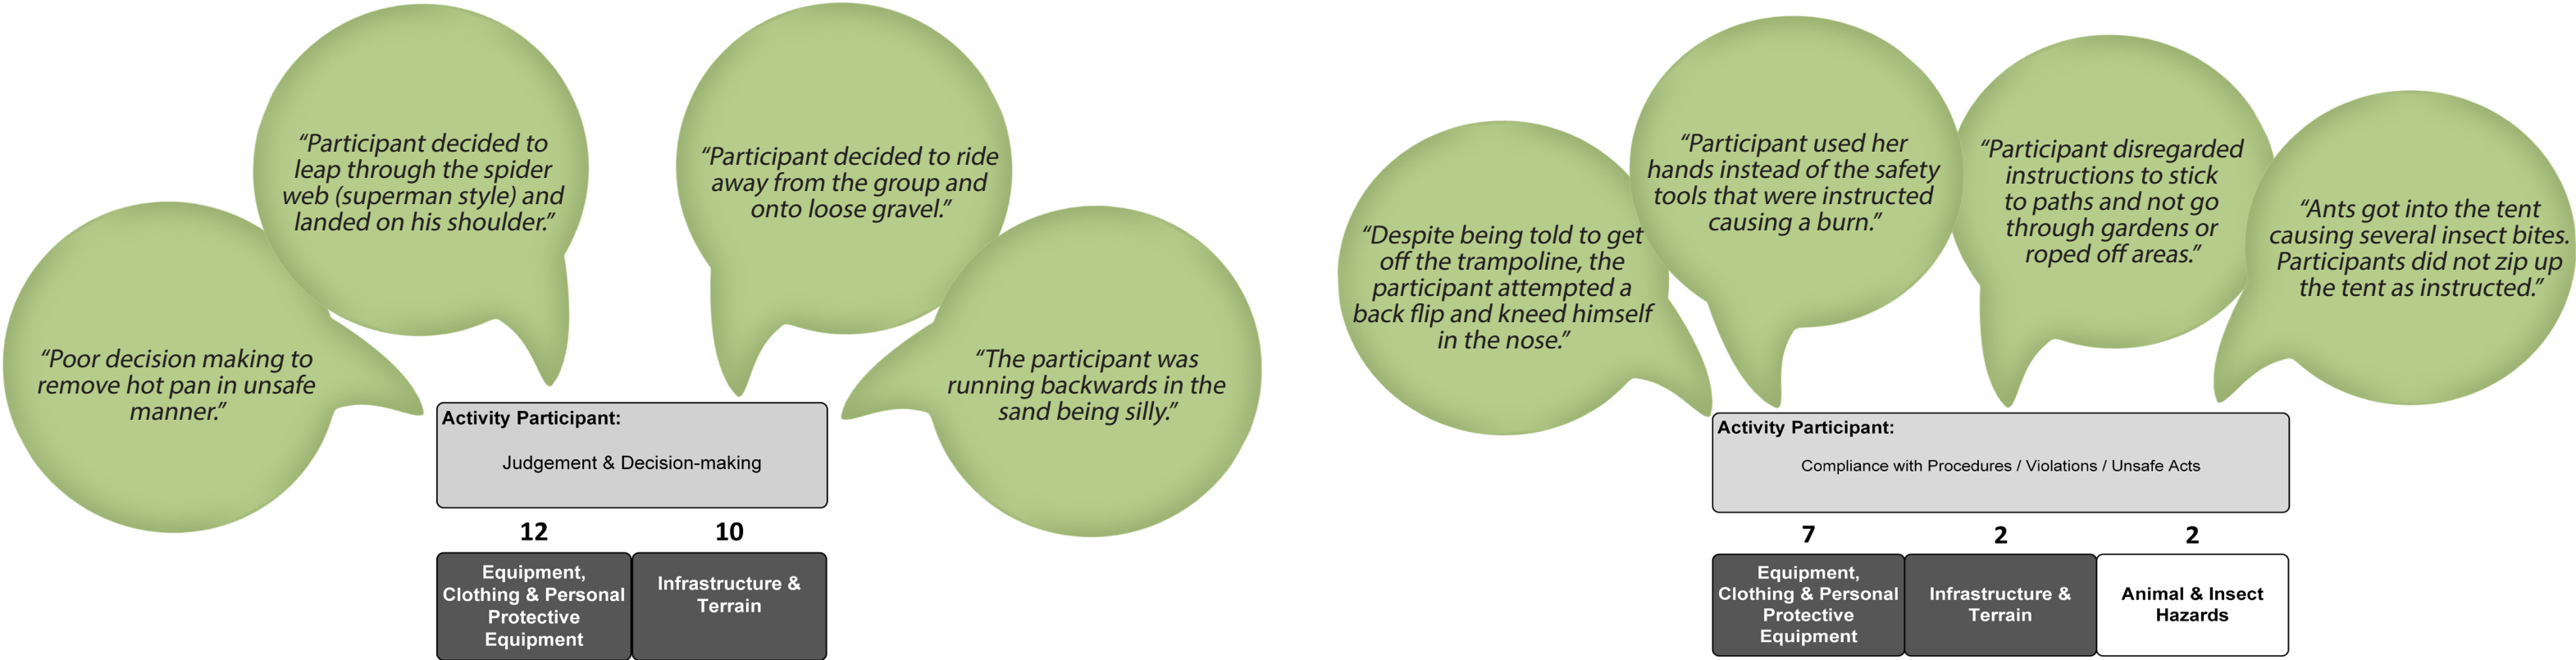 “Poor decision making to
remove hot pan in unsafe
manner.”
“Participant decided to
leap through the spider
web (superman style) and
landed on his shoulder.”
“Participant decided to ride
away from the group and
onto loose gravel.”
“The participant was
running backwards in the
sand being silly.”
Activity Participant:
Judgement & Decision-making
12
10
Equipment,
Clothing & Personal
Protective
Equipment
Infrastructure &
Terrain
“Despite being told to get
off the trampoline, the
participant attempted a
back flip and kneed himself
in the nose.”
“Participant used her
hands instead of the safety
tools that were instructed
causing a burn.”
“Participant disregarded
instructions to stick
to paths and not go
through gardens or
roped off areas.”
“Ants got into the tent
causing several insect bites.
Participants did not zip up
the tent as instructed.”
Activity Participant:
Compliance with Procedures / Violations / Unsafe Acts
7
2
2
Equipment,
Clothing & Personal
Protective
Equipment
Infrastructure &
Terrain
Animal & Insect
Hazards